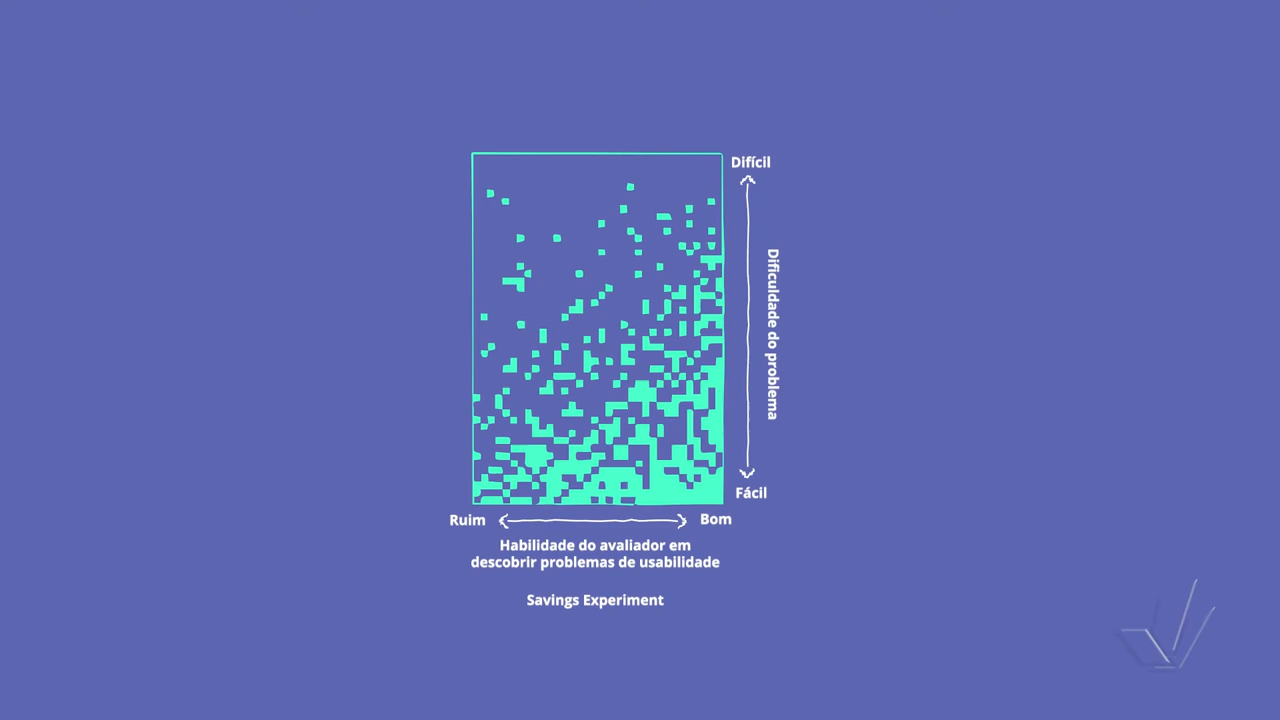 Difícil
Dificuldade do problema
Fácil
Ruim
Bom
Habilidade do avaliador em
descobrir problemas de usabilidade
Savings Experiment